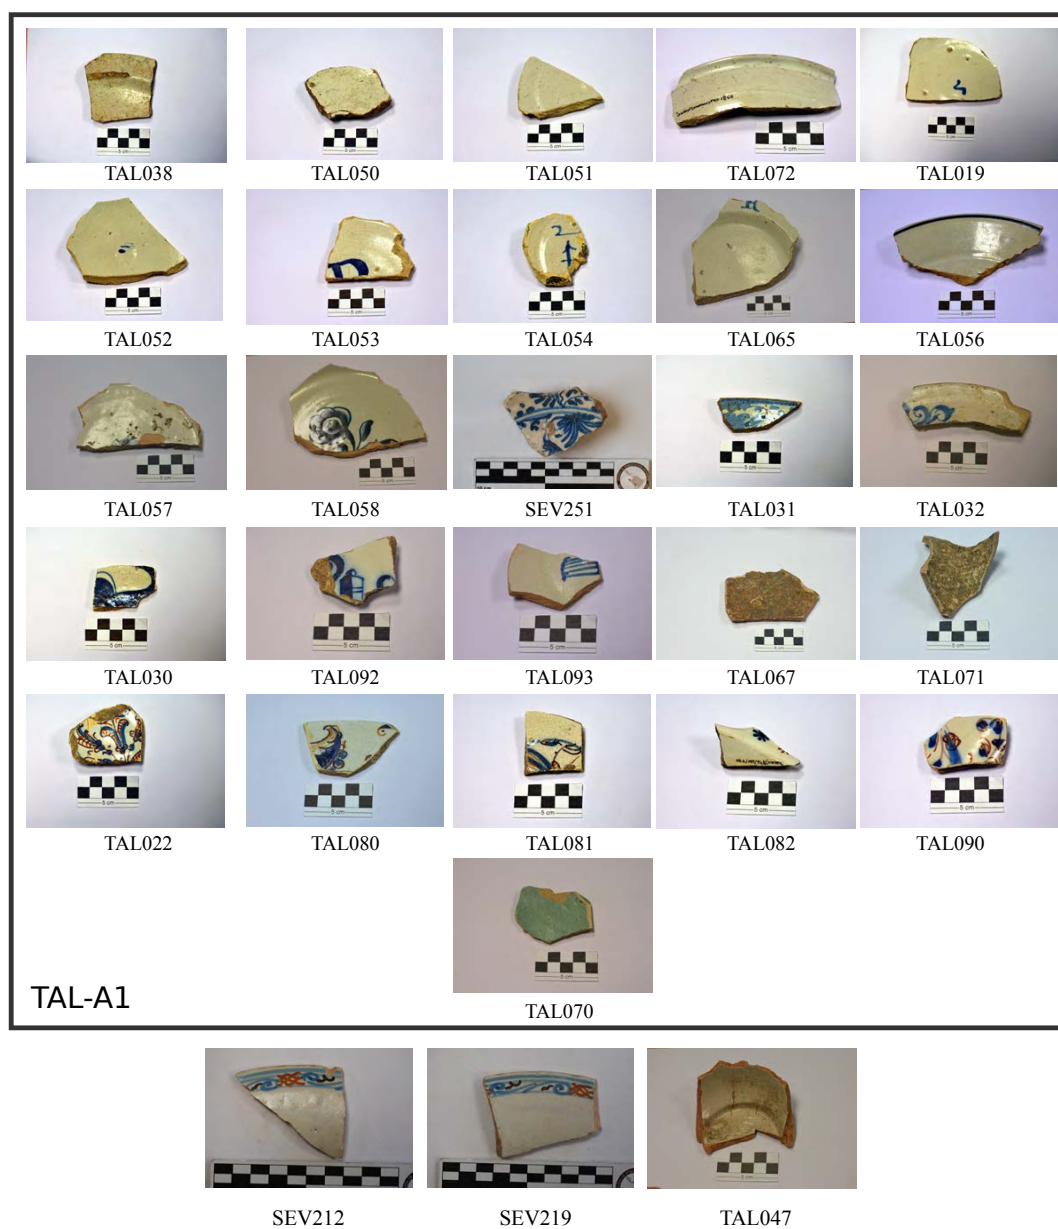 TAL038 TAL050 TAL051 TAL072 TAL019
TAL052 TAL053 TAL054 TAL065 TAL056
TAL057 TAL058 SEV251 TAL031 TAL032
TAL030 TAL092 TAL093 TAL067 TAL071
TAL022 TAL080 TAL081 TAL082 TAL090
TAL070
TAL-A1
SEV212 SEV219 TAL047